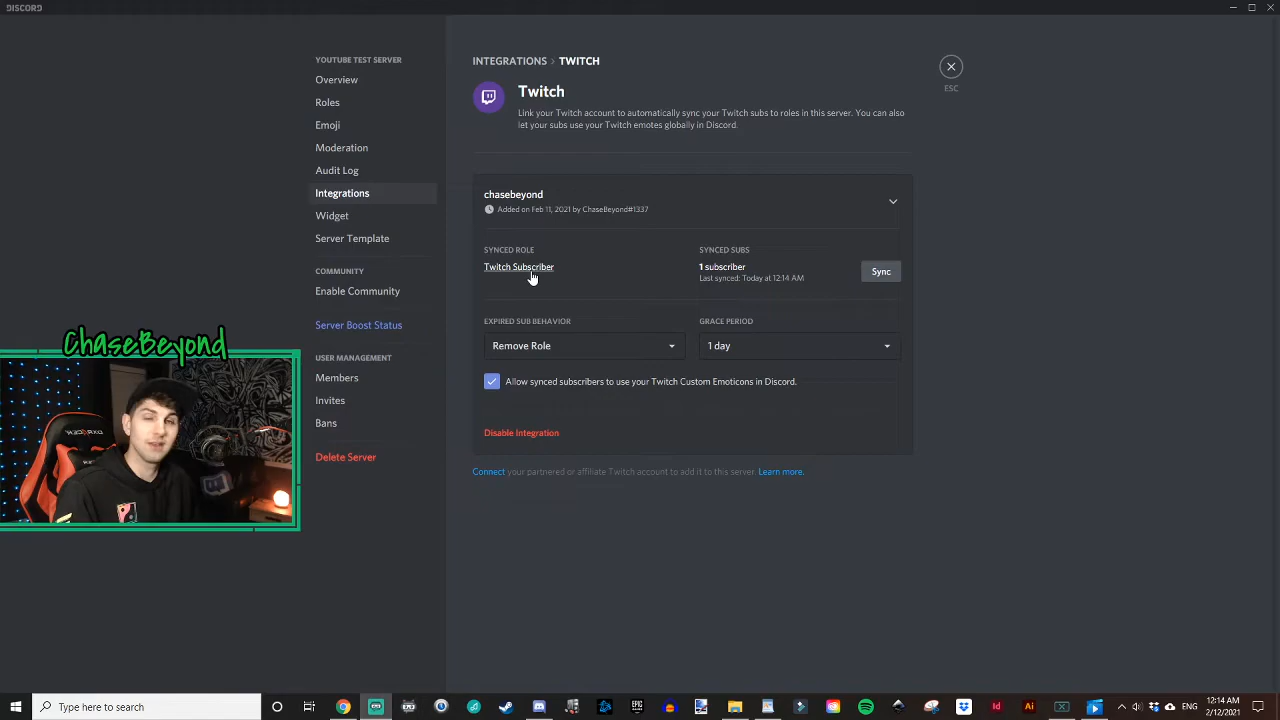 DISCORD
YOUTUBE TEST SERVER
Overview
Roles
Emoji
Moderation
Audit Log
Integrations
Widget
Server Template
COMMUNITY
Enable Community
Server Boost Status
USER MANAGEMENT
Members
Invites
Bans
Delete Server
INTEGRATIONS > TWITCH
Twitch
Link your Twitch account to automatically sync your Twitch subs to roles in this server. You can also
let your subs use your Twitch emotes globally in Discord.
ESC
chasebeyond
Added on Feb 11, 2021 by ChaseBeyond#1337
SYNCED ROLE
Twitch Subscriber
SYNCED SUBS
1 subscriber
Last synced: Today at 12:14 AM
Sync
EXPIRED SUB BEHAVIOR
Remove Role
GRACE PERIOD
1 day
Allow synced subscribers to use your Twitch Custom Emoticons in Discord.
Disable Integration
Connect your partnered or affiliate Twitch account to add it to this server. Learn more.
ChaseBeyond
Type here to search
EPIC
GAMES
Id
Ai
12:14 AM
2/12/2021